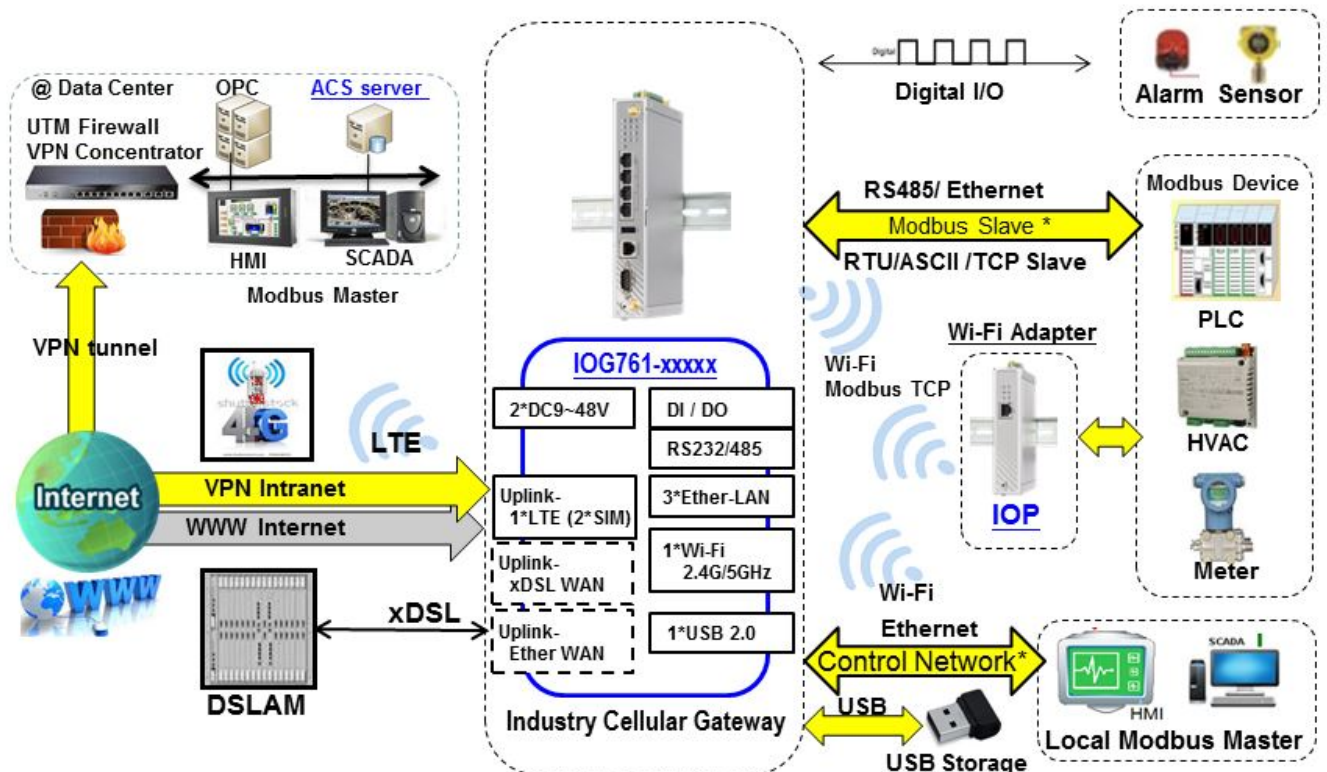 @ Data Center
OPC
ACS server
UTM Firewall
VPN Concentrator
HMI
SCADA
Modbus Master
VPN tunnel
4G
LTE
Internet
VPN Intranet
WWW Internet
WWW
xDSL
DSLAM
IOG761-xxxxx
2*DC9~48V
DI / DO
RS232/485
Uplink-
1*LTE (2*SIM)
3*Ether-LAN
Uplink-
xDSL WAN
1*Wi-Fi
2.4G/5GHz
Uplink-
Ether WAN
1*USB 2.0
Industry Cellular Gateway
Digital
Digital I/O
Alarm Sensor
RS485/ Ethernet
Modbus Slave *
RTU/ASCII /TCP Slave
Modbus Device
PLC
HVAC
Meter
Wi-Fi
Modbus TCP
Wi-Fi Adapter
IOP
Wi-Fi
Ethernet
Control Network*
USB
USB Storage
SCADA
HMI
Local Modbus Master